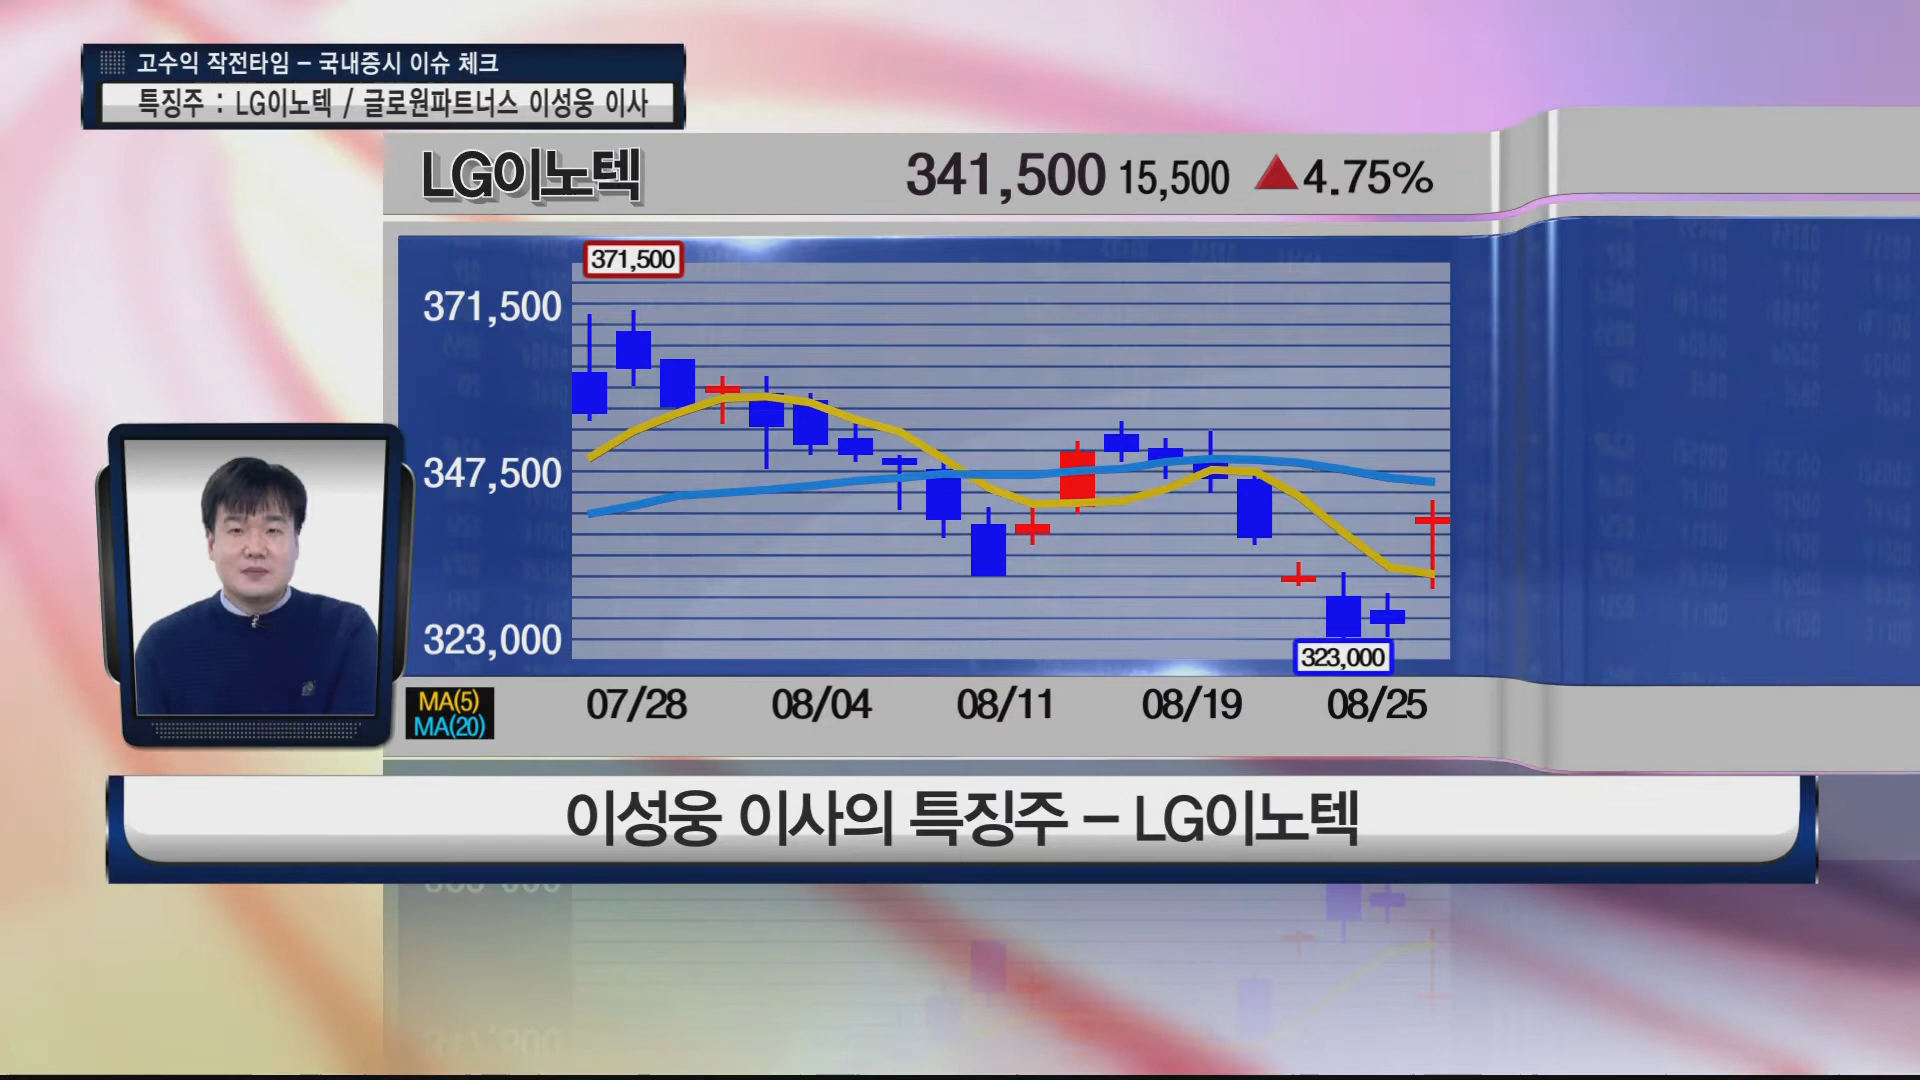 고수익 작전타임 – 국내증시 이슈 체크
특징주 : LG이노텍 / 글로원파트너스 이성웅 이사
LG이노텍 341,500 15,500 ▲4.75%
371,500
371,500
347,500
323,000
323,000
MA(5)
MA(20)
07/28 08/04 08/11 08/19 08/25
이성웅 이사의 특징주 – LG이노텍